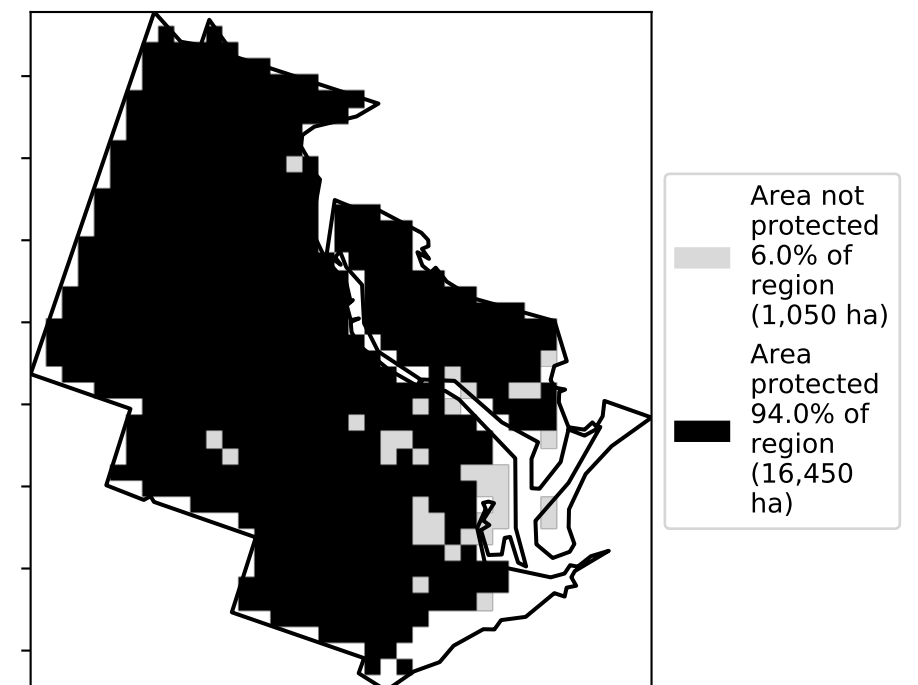 Area not
protected
6.0% of
region
(1,050 ha)
Area
protected
94.0% of
region
(16,450
ha)